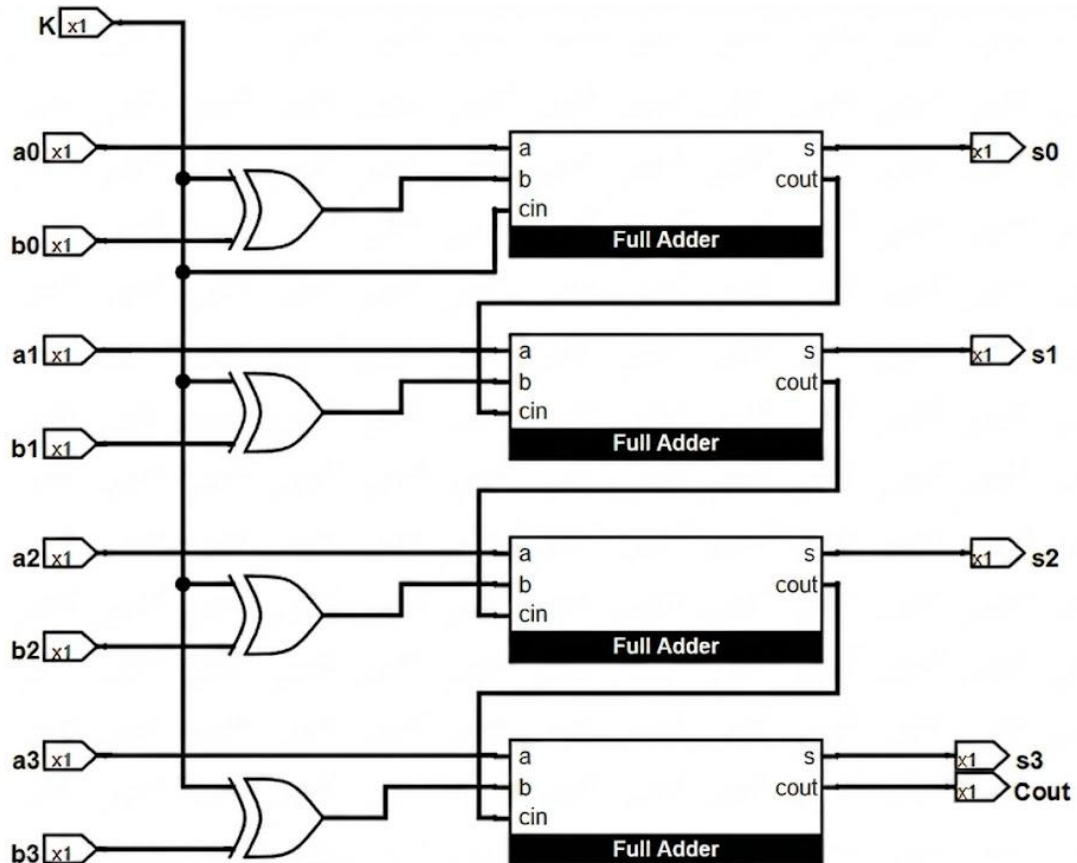 K x1
a0 x1
b0 x1
a b cin s cout
Full Adder
x1 s0
a1 x1
b1 x1
a b cin s cout
Full Adder
x1 s1
a2 x1
b2 x1
a b cin s cout
Full Adder
x1 s2
a3 x1
b3 x1
a b cin s cout
Full Adder
x1 s3
x1 Cout